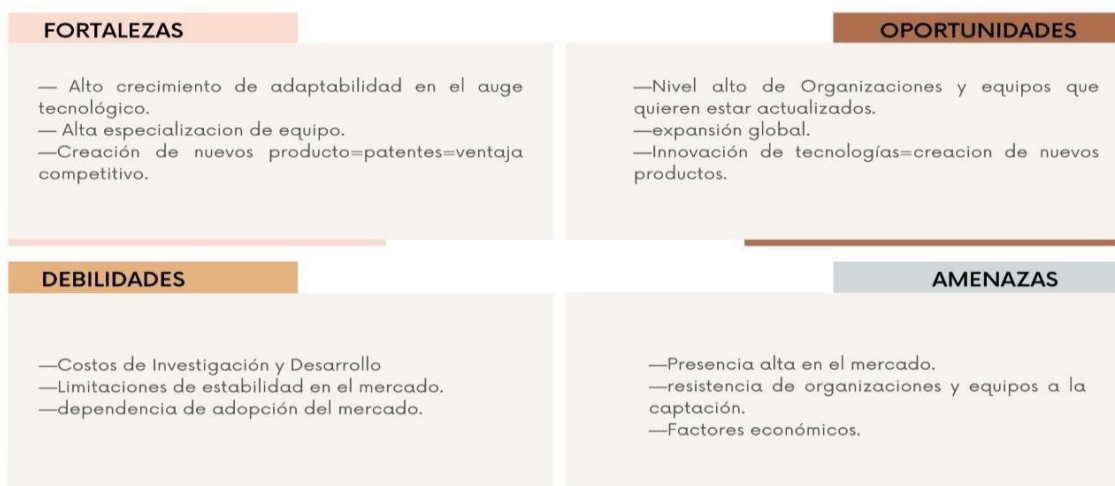 FORTALEZAS
— Alto crecimiento de adaptabilidad en el auge
tecnológico.
— Alta especializacion de equipo.
—Creación de nuevos producto=patentes=ventaja
competitivo.
OPORTUNIDADES
—Nivel alto de Organizaciones y equipos que
quieren estar actualizados.
—expansión global.
—Innovación de tecnologías=creacion de nuevos
productos.
DEBILIDADES
—Costos de Investigación y Desarrollo
—Limitaciones de estabilidad en el mercado.
—dependencia de adopción del mercado.
AMENAZAS
—Presencia alta en el mercado.
—resistencia de organizaciones y equipos a la
captación.
—Factores económicos.